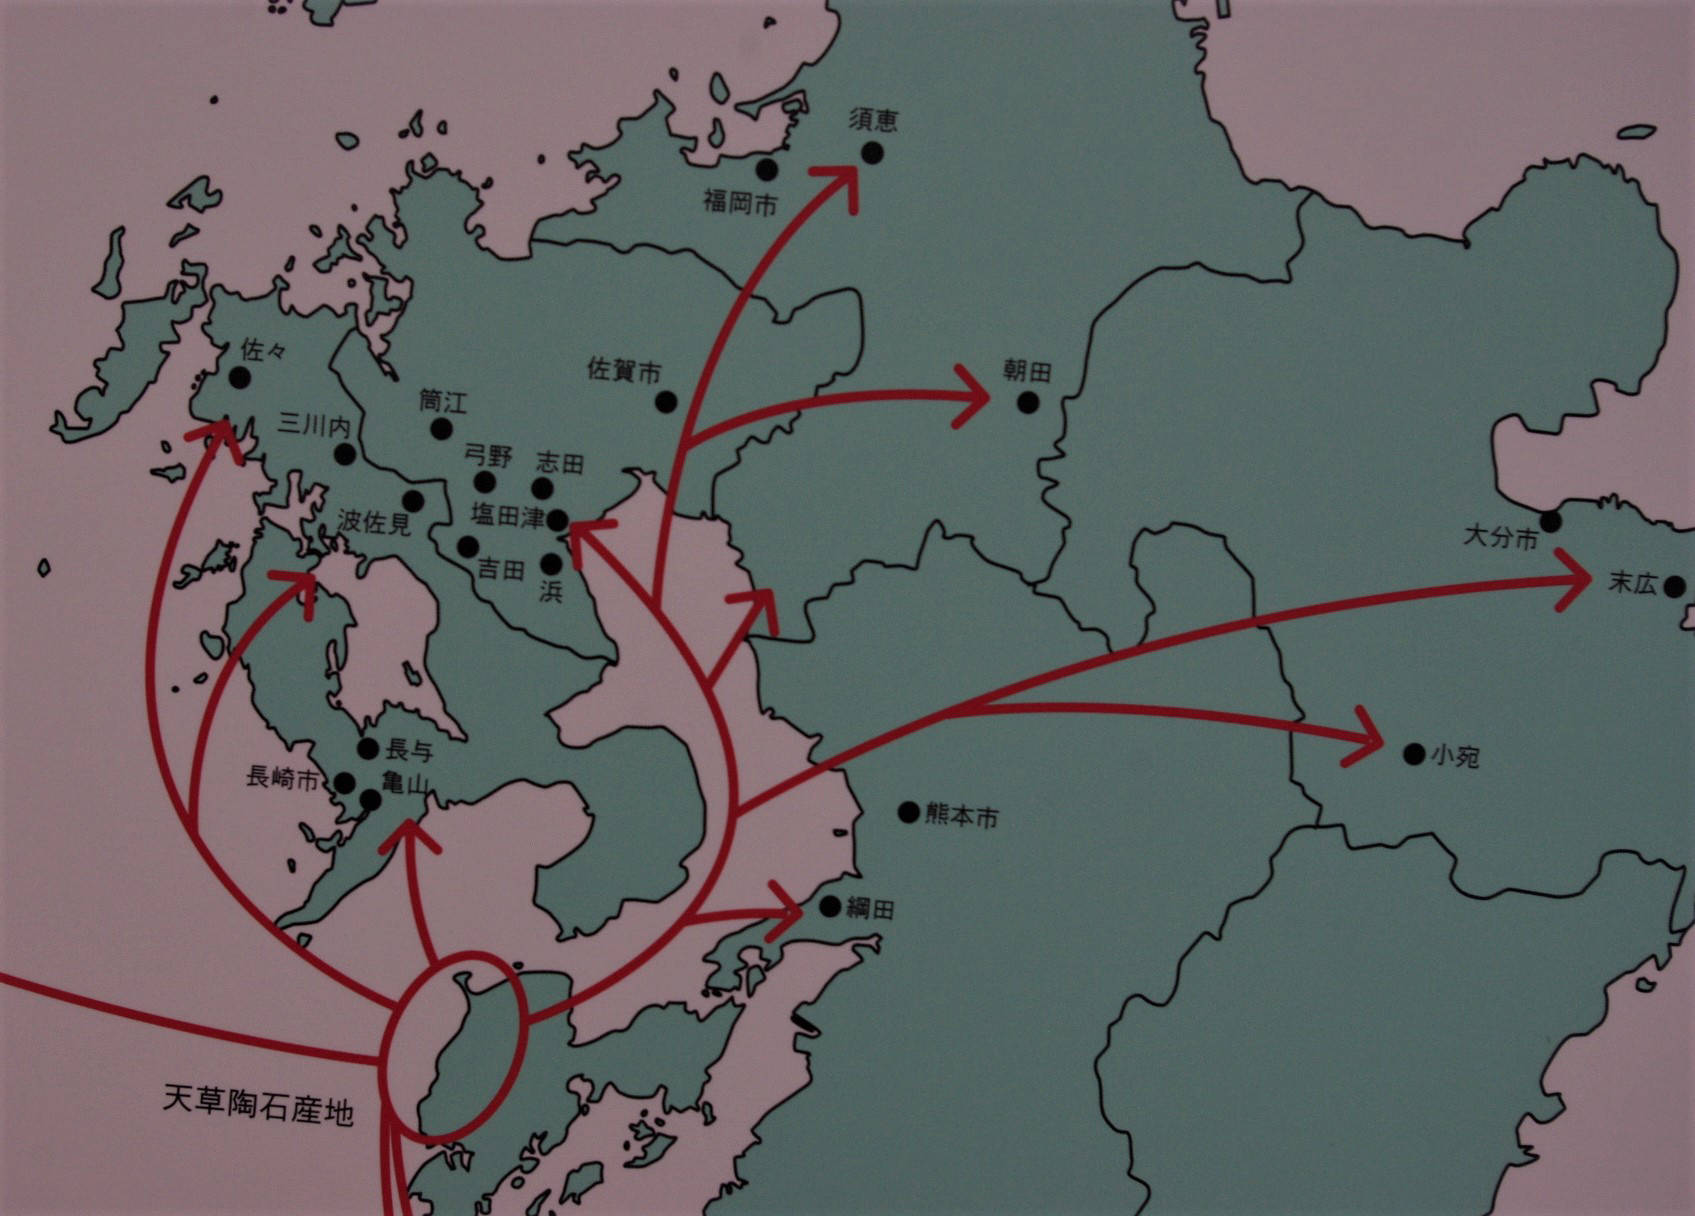 須恵
福岡市
佐々
佐賀市
朝田
筒江
三川内
弓野
志田
塩田津
波佐見
大分市
吉田
末広
浜
長与
小宛
長崎市
亀山
熊本市
網田
天草陶石産地